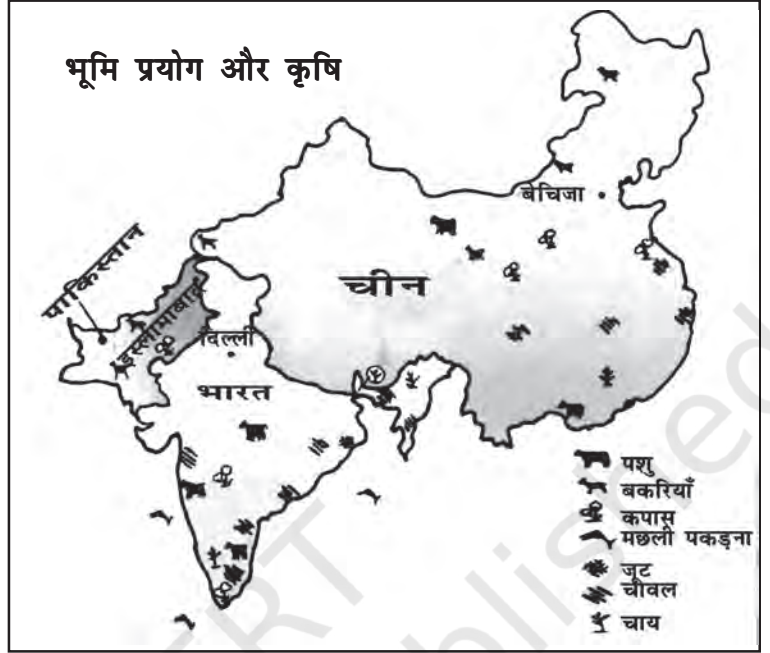 भूमि प्रयोग और कृषि
बेचिजा
पाकिस्तान
चीन
इस्लामाबाद
दिल्ली
भारत
पशु
बकरियाँ
कपास
मछली पकड़ना
जूट
चीवल
चाय